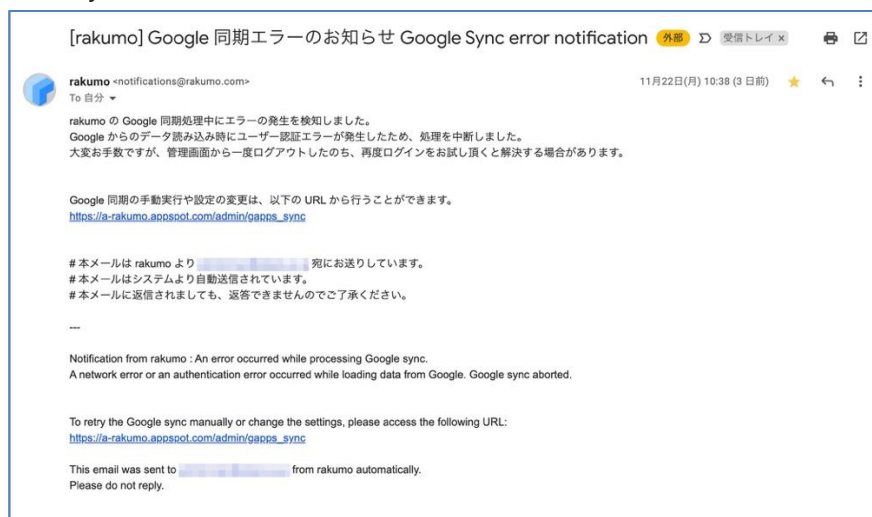 [rakumo] Google 同期エラーのお知らせ Google Sync error notification 外部 受信トレイ ×
rakumo <notifications@rakumo.com> 11月22日(月) 10:38 (3 日前)
To 自分
rakumo の Google 同期処理中にエラーの発生を検知しました。
Google からのデータ読み込み時にユーザー認証エラーが発生したため、処理を中断しました。
大変お手数ですが、管理画面から一度ログアウトしたのち、再度ログインをお試し頂くと解決する場合があります。
Google 同期の手動実行や設定の変更は、以下の URL から行うことができます。
https://a-rakumo.appspot.com/admin/gapps_sync
# 本メールは rakumo より 宛にお送りしています。
# 本メールはシステムより自動送信されています。
# 本メールに返信されましても、返答できませんのでご了承ください。
---
Notification from rakumo : An error occurred while processing Google sync.
A network error or an authentication error occurred while loading data from Google. Google sync aborted.
To retry the Google sync manually or change the settings, please access the following URL:
https://a-rakumo.appspot.com/admin/gapps_sync
This email was sent to from rakumo automatically.
Please do not reply.